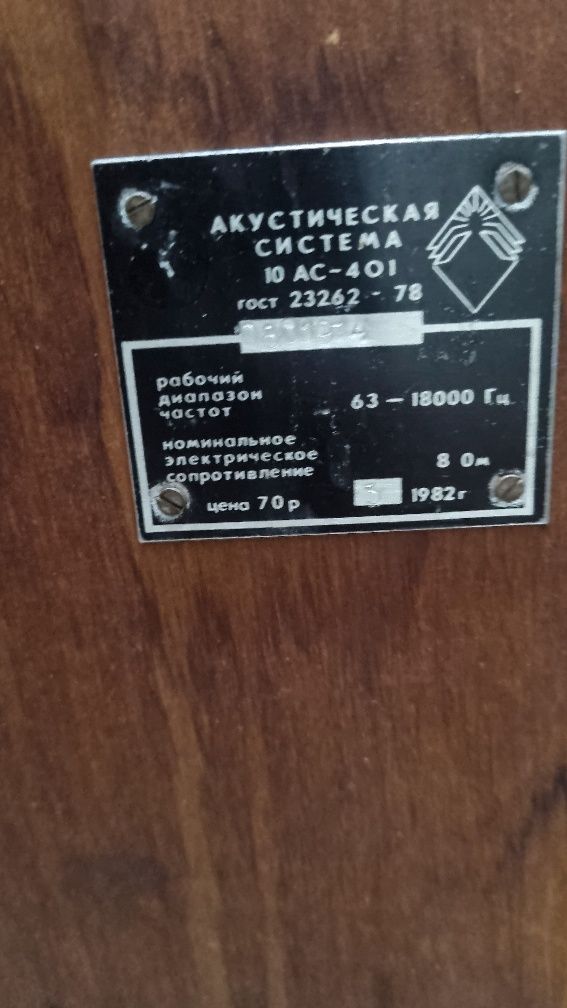 АКУСТИЧЕСКАЯ
СИСТЕМА
10 АС-401
ГОСТ 23262-78
рабочий
диапазон
частот
63 — 18000 Гц
номинальное
электрическое
сопротивление
8 Ом
цена 70 р
1982 г